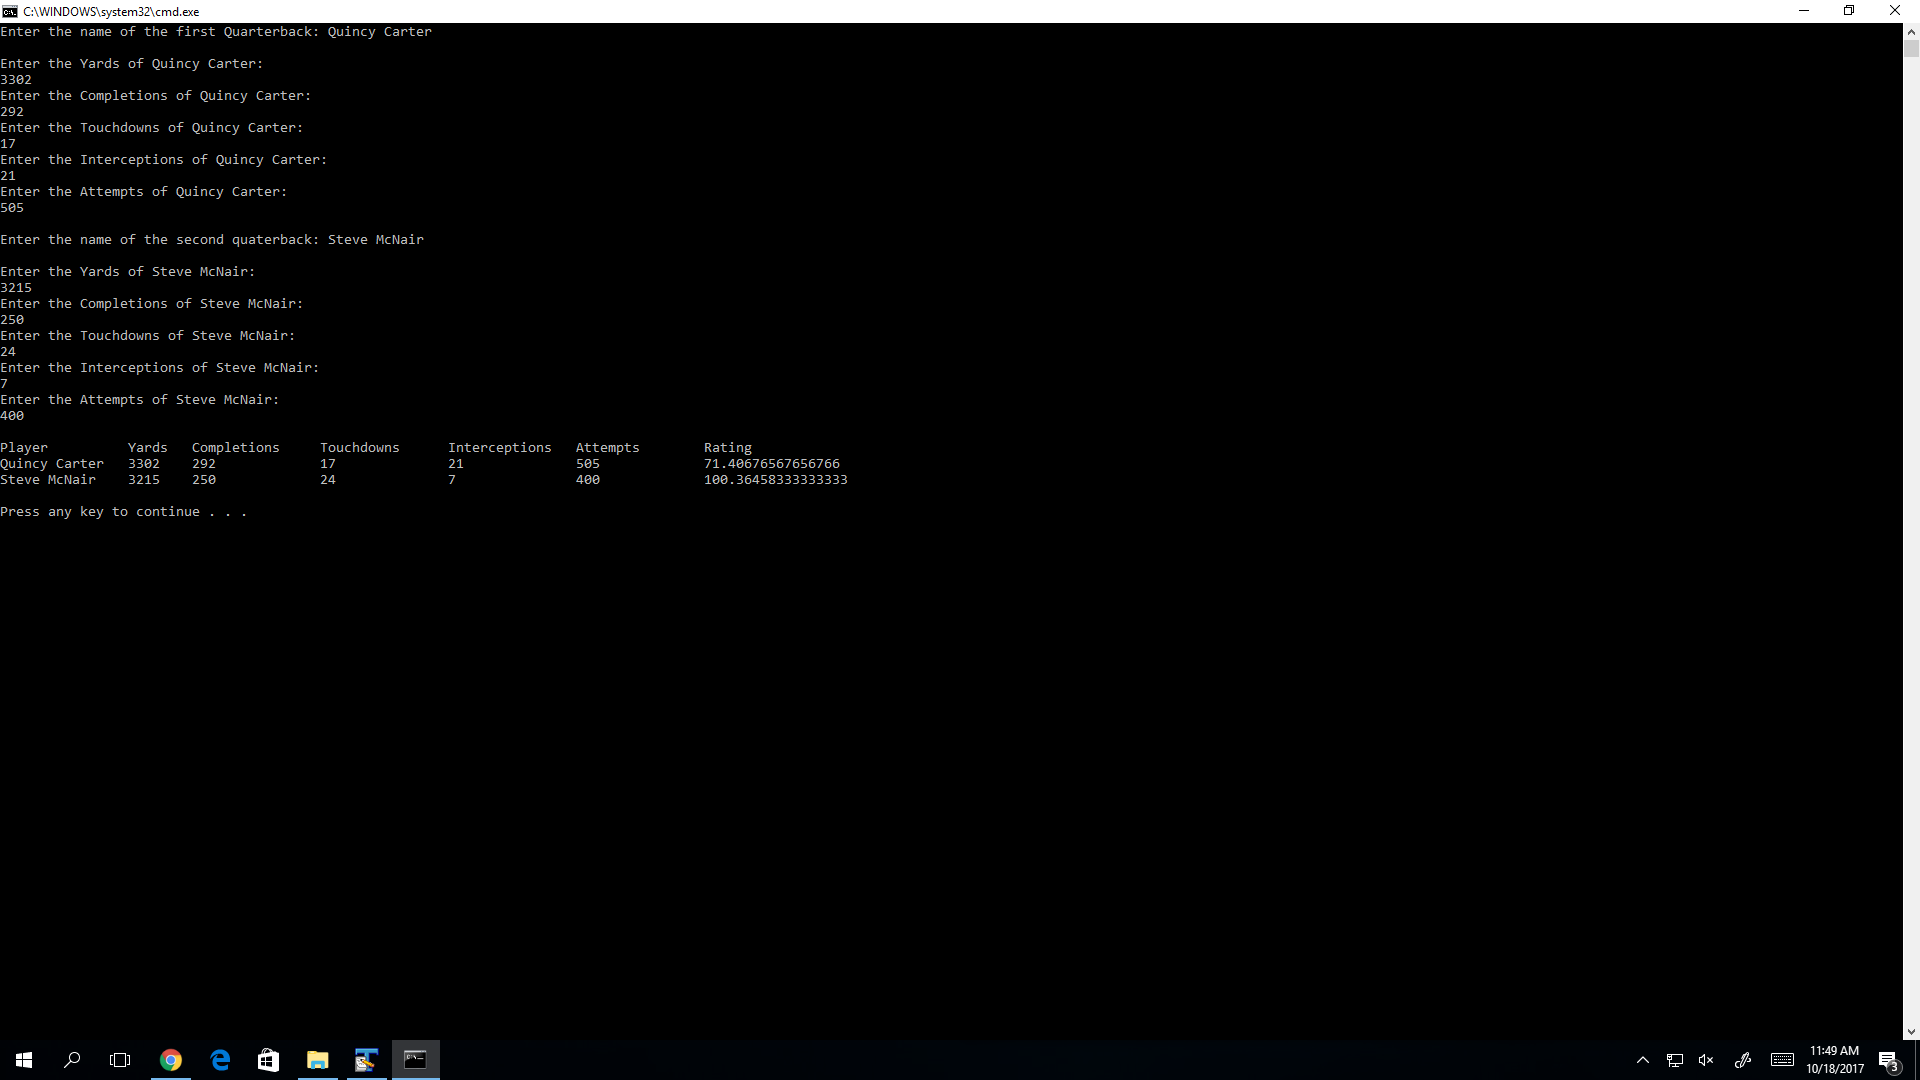 C:\WINDOWS\system32\cmd.exe
Enter the name of the first Quarterback: Quincy Carter
Enter the Yards of Quincy Carter:
3302
Enter the Completions of Quincy Carter:
292
Enter the Touchdowns of Quincy Carter:
17
Enter the Interceptions of Quincy Carter:
21
Enter the Attempts of Quincy Carter:
505
Enter the name of the second quaterback: Steve McNair
Enter the Yards of Steve McNair:
3215
Enter the Completions of Steve McNair:
250
Enter the Touchdowns of Steve McNair:
24
Enter the Interceptions of Steve McNair:
7
Enter the Attempts of Steve McNair:
400
Player Yards Completions Touchdowns Interceptions Attempts Rating
Quincy Carter 3302 292 17 21 505 71.40676567656766
Steve McNair 3215 250 24 7 400 100.36458333333333
Press any key to continue . . .
11:49 AM
10/18/2017
3